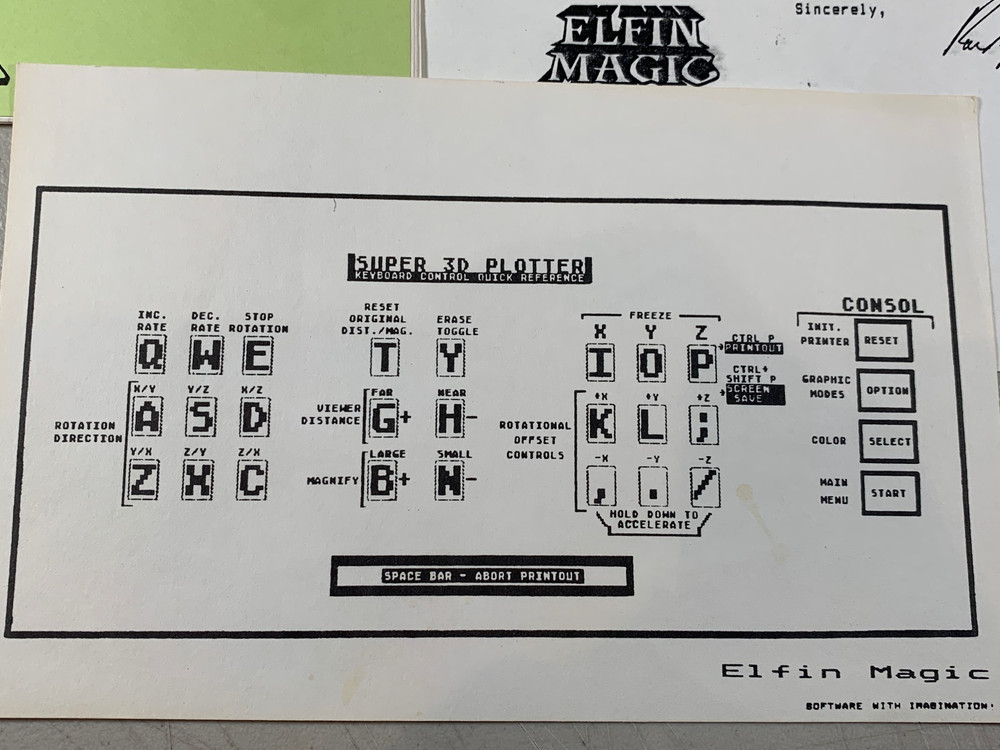 Sincerely,
ELFIN
MAGIC
SUPER 3D PLOTTER
KEYBOARD CONTROL QUICK REFERENCE
INC. RATE
DEC. RATE
STOP ROTATION
Q W E
RESET ORIGINAL DIST./MAG.
ERASE TOGGLE
T Y
FREEZE
X Y Z
I O P
CTRL P
PRINTOUT
CTRL+
SHIFT P
SCREEN
SAVE
ROTATION
DIRECTION
X/Y Y/Z X/Z
A S D
Y/X Z/Y Z/X
Z X C
VIEWER
DISTANCE
FAR NEAR
G+ H-
MAGNIFY
LARGE SMALL
B+ N-
ROTATIONAL
OFFSET
CONTROLS
+X +Y +Z
K L ;
-X -Y -Z
, . /
HOLD DOWN TO
ACCELERATE
CONSOL
INIT.
PRINTER
RESET
GRAPHIC
MODES
OPTION
COLOR
SELECT
MAIN
MENU
START
SPACE BAR - ABORT PRINTOUT
Elfin Magic
SOFTWARE WITH IMAGINATION.